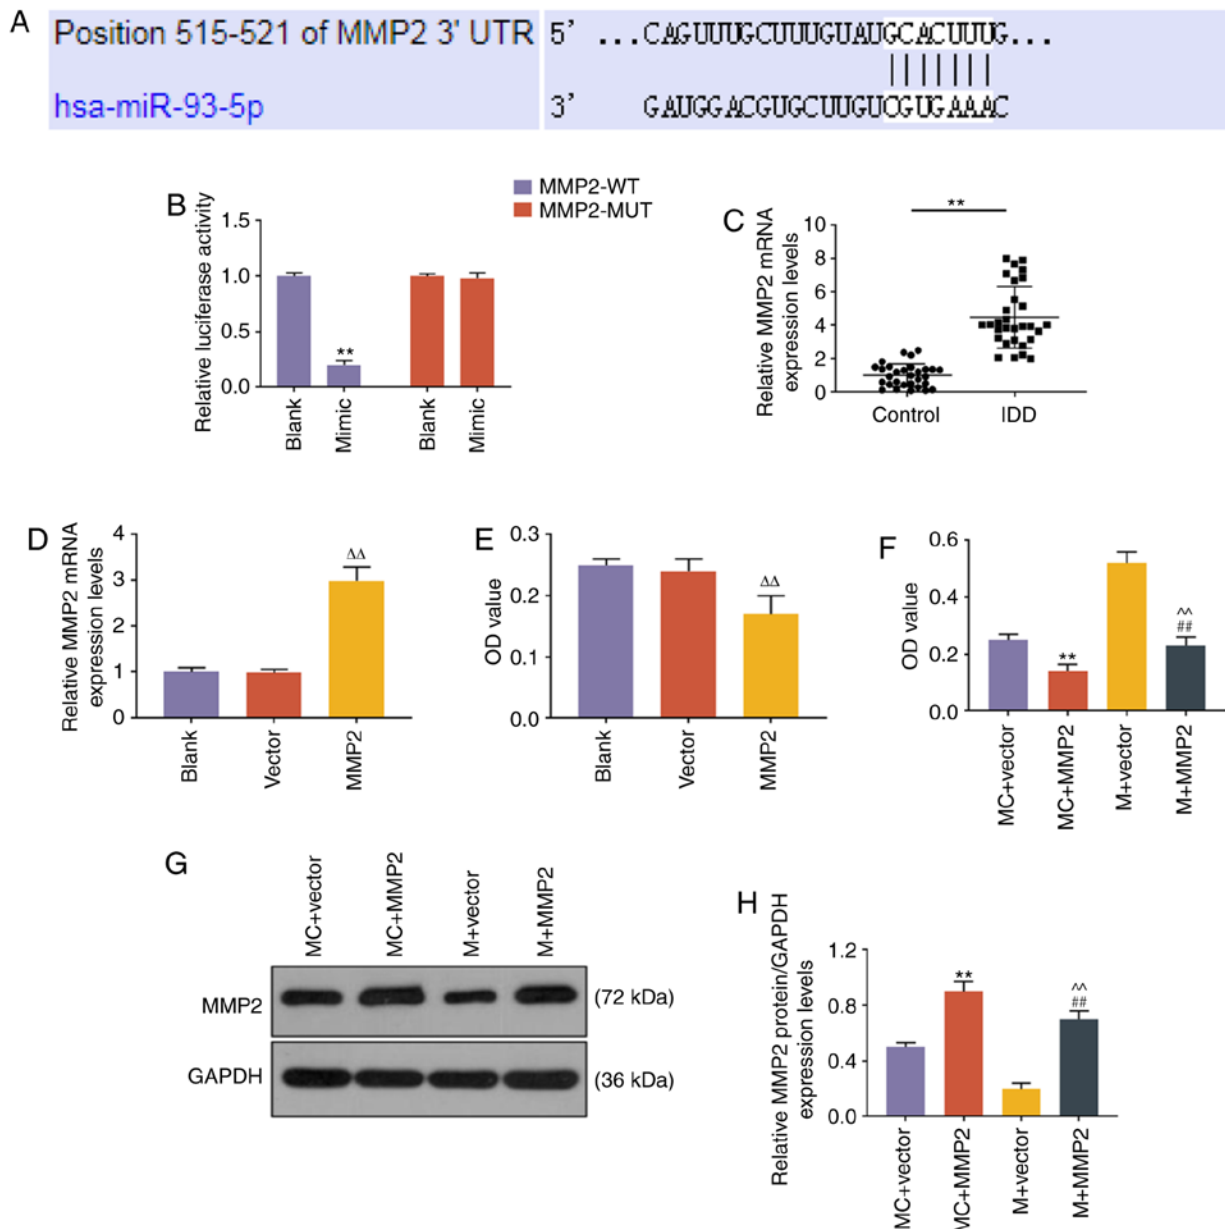 A
Position 515-521 of MMP2 3' UTR 5' ...CAGUUUGCUUUGUAUGCACUUUG...
hsa-miR-93-5p 3' GAUGGACGUGCUUGUCGUGAAAC
B
MMP2-WT
MMP2-MUT
Relative luciferase activity
1.5
1.0
0.5
0.0
Blank
Mimic
Blank
Mimic
**
C
Relative MMP2 mRNA
expression levels
10
8
6
4
2
0
**
Control
IDD
D
Relative MMP2 mRNA
expression levels
4
3
2
1
0
ΔΔ
Blank
Vector
MMP2
E
OD value
0.3
0.2
0.1
0.0
ΔΔ
Blank
Vector
MMP2
F
OD value
0.6
0.4
0.2
0.0
**
^^
##
MC+vector
MC+MMP2
M+vector
M+MMP2
G
MC+vector
MC+MMP2
M+vector
M+MMP2
MMP2
(72 kDa)
GAPDH
(36 kDa)
H
Relative MMP2 protein/GAPDH
expression levels
1.2
0.8
0.4
0.0
**
^^
##
MC+vector
MC+MMP2
M+vector
M+MMP2